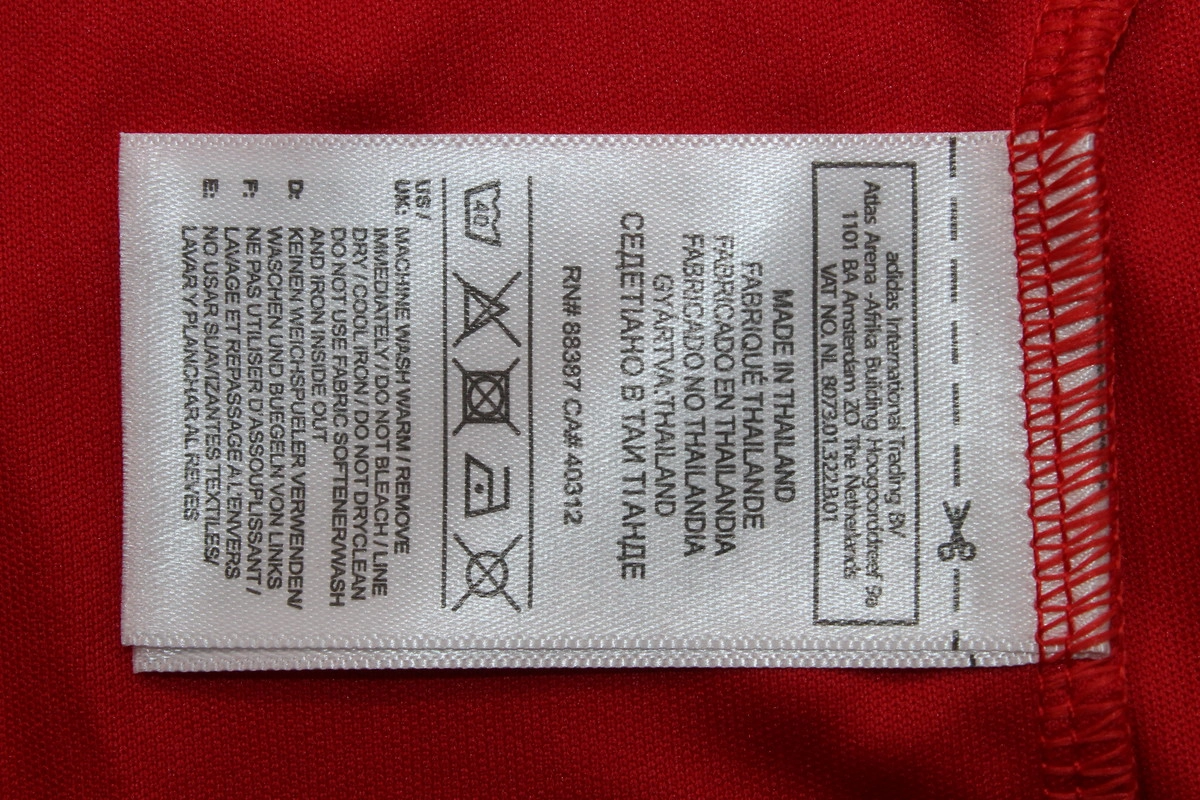 adidas International Trading BV
Atlas Arena -Afrika Building Hoogoorddreef 9a
1101 BA Amsterdam ZO The Netherlands
VAT NO. NL 8073.01.322.B.01
MADE IN THAILAND
FABRIQUÉ THAILANDE
FABRICADO EN THAILANDIA
FABRICADO NO THAILANDIA
GYÁRTVA:THAILAND
СЕДЕТІАНО В ТАИ ТІАНДЕ
RN# 88387 CA# 40312
40
US /
UK: MACHINE WASH WARM / REMOVE
IMMEDIATELY / DO NOT BLEACH / LINE
DRY / COOL IRON / DO NOT DRYCLEAN
DO NOT USE FABRIC SOFTENER/WASH
AND IRON INSIDE OUT
D: KEINEN WEICHSPUELER VERWENDEN/
WASCHEN UND BUEGELN VON LINKS
F: NE PAS UTILISER D'ASSOUPLISSANT /
LAVAGE ET REPASSAGE A L'ENVERS
E: NO USAR SUAVIZANTES TEXTILES/
LAVAR Y PLANCHAR AL REVES